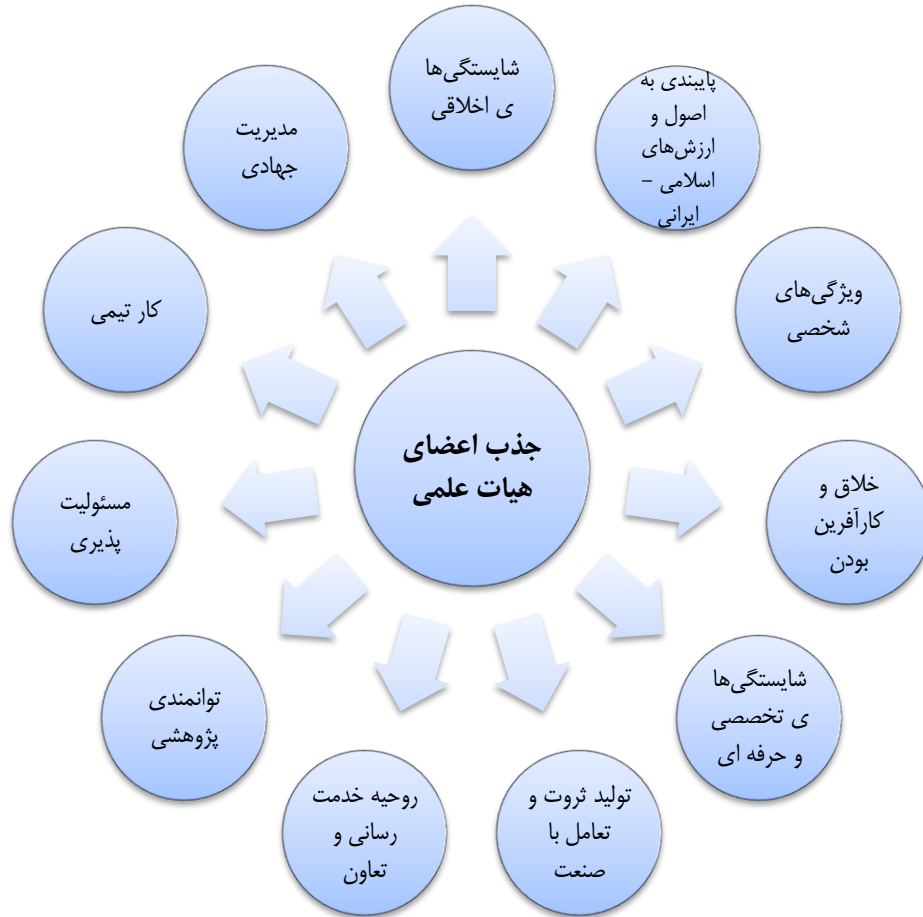 شایستگی‌ها
ی اخلاقی
پایبندی به
اصول و
ارزش‌های
اسلامی –
ایرانی
ویژگی‌های
شخصی
خلاق و
کارآفرین
بودن
شایستگی‌ها
ی تخصصی
و حرفه ای
تولید ثروت و
تعامل با
صنعت
روحیه خدمت
رسانی و
تعاون
توانمندی
پژوهشی
مسئولیت
پذیری
کار تیمی
مدیریت
جهادی
جذب اعضای
هیات علمی